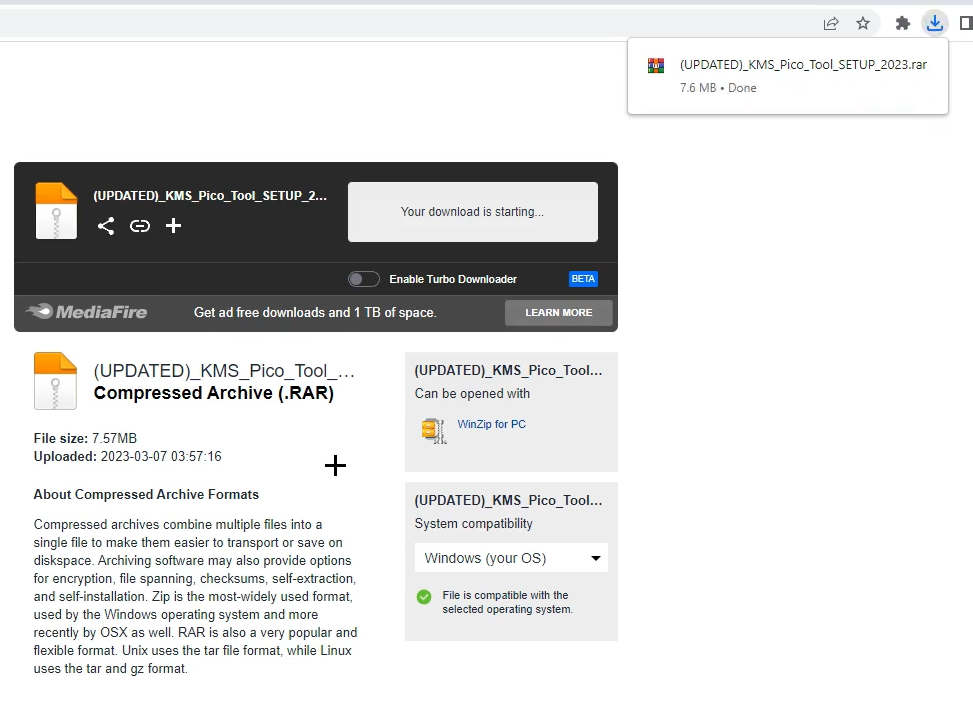 (UPDATED)_KMS_Pico_Tool_SETUP_2023.rar
7.6 MB • Done
(UPDATED)_KMS_Pico_Tool_SETUP_2...
Your download is starting...
Enable Turbo Downloader
BETA
MediaFire
Get ad free downloads and 1 TB of space.
LEARN MORE
(UPDATED)_KMS_Pico_Tool_...
Compressed Archive (.RAR)
File size: 7.57MB
Uploaded: 2023-03-07 03:57:16
About Compressed Archive Formats
Compressed archives combine multiple files into a
single file to make them easier to transport or save on
diskspace. Archiving software may also provide options
for encryption, file spanning, checksums, self-extraction,
and self-installation. Zip is the most-widely used format,
used by the Windows operating system and more
recently by OSX as well. RAR is also a very popular and
flexible format. Unix uses the tar file format, while Linux
uses the tar and gz format.
(UPDATED)_KMS_Pico_Tool...
Can be opened with
WinZip for PC
(UPDATED)_KMS_Pico_Tool...
System compatibility
Windows (your OS)
File is compatible with the
selected operating system.